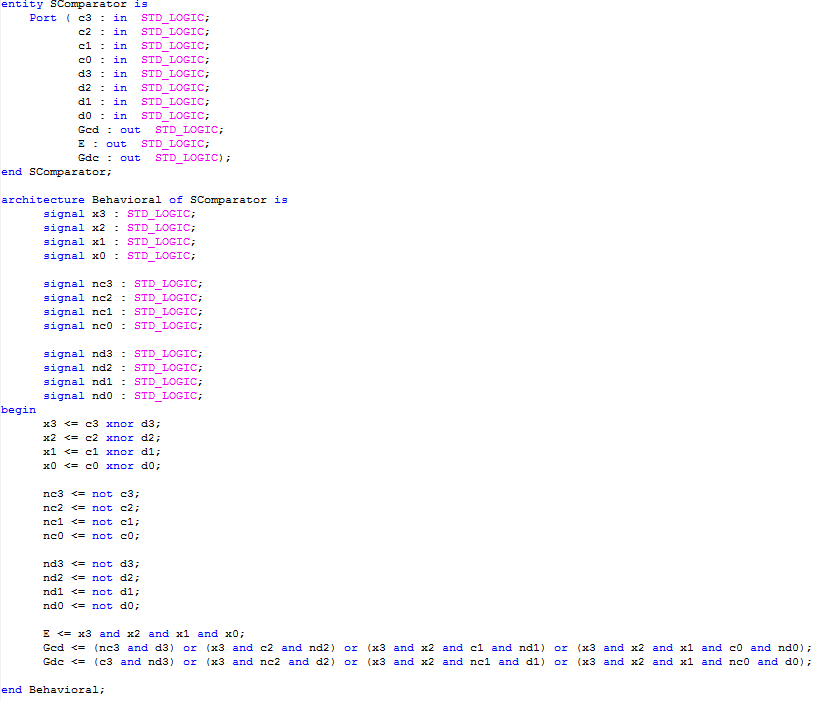 entity SComparator is
    Port ( c3 : in  STD_LOGIC;
           c2 : in  STD_LOGIC;
           c1 : in  STD_LOGIC;
           c0 : in  STD_LOGIC;
           d3 : in  STD_LOGIC;
           d2 : in  STD_LOGIC;
           d1 : in  STD_LOGIC;
           d0 : in  STD_LOGIC;
           Gcd : out  STD_LOGIC;
           E : out  STD_LOGIC;
           Gdc : out  STD_LOGIC);
end SComparator;

architecture Behavioral of SComparator is
      signal x3 : STD_LOGIC;
      signal x2 : STD_LOGIC;
      signal x1 : STD_LOGIC;
      signal x0 : STD_LOGIC;

      signal nc3 : STD_LOGIC;
      signal nc2 : STD_LOGIC;
      signal nc1 : STD_LOGIC;
      signal nc0 : STD_LOGIC;

      signal nd3 : STD_LOGIC;
      signal nd2 : STD_LOGIC;
      signal nd1 : STD_LOGIC;
      signal nd0 : STD_LOGIC;
begin
      x3 <= c3 xnor d3;
      x2 <= c2 xnor d2;
      x1 <= c1 xnor d1;
      x0 <= c0 xnor d0;

      nc3 <= not c3;
      nc2 <= not c2;
      nc1 <= not c1;
      nc0 <= not c0;

      nd3 <= not d3;
      nd2 <= not d2;
      nd1 <= not d1;
      nd0 <= not d0;

      E <= x3 and x2 and x1 and x0;
      Gcd <= (nc3 and d3) or (x3 and c2 and nd2) or (x3 and x2 and c1 and nd1) or (x3 and x2 and x1 and c0 and nd0);
      Gdc <= (c3 and nd3) or (x3 and nc2 and d2) or (x3 and x2 and nc1 and d1) or (x3 and x2 and x1 and nc0 and d0);

end Behavioral;